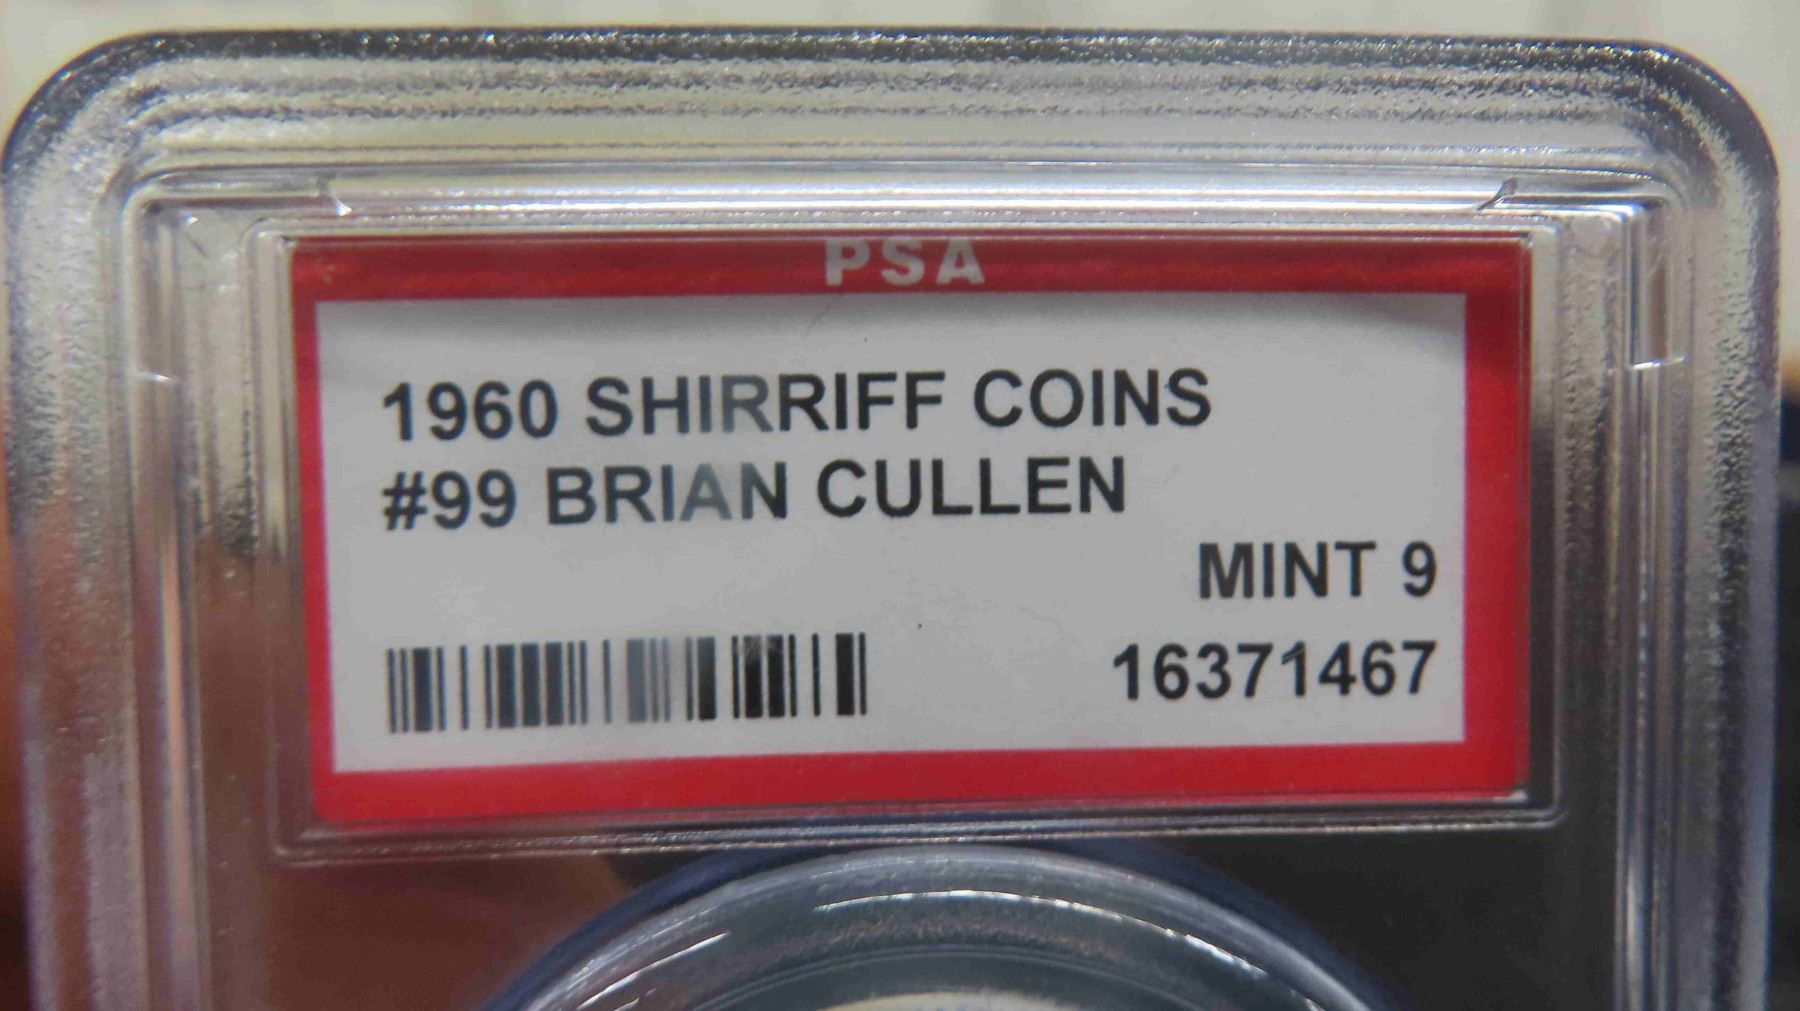 PSA
1960 SHIRRIFF COINS
#99 BRIAN CULLEN
MINT 9
16371467